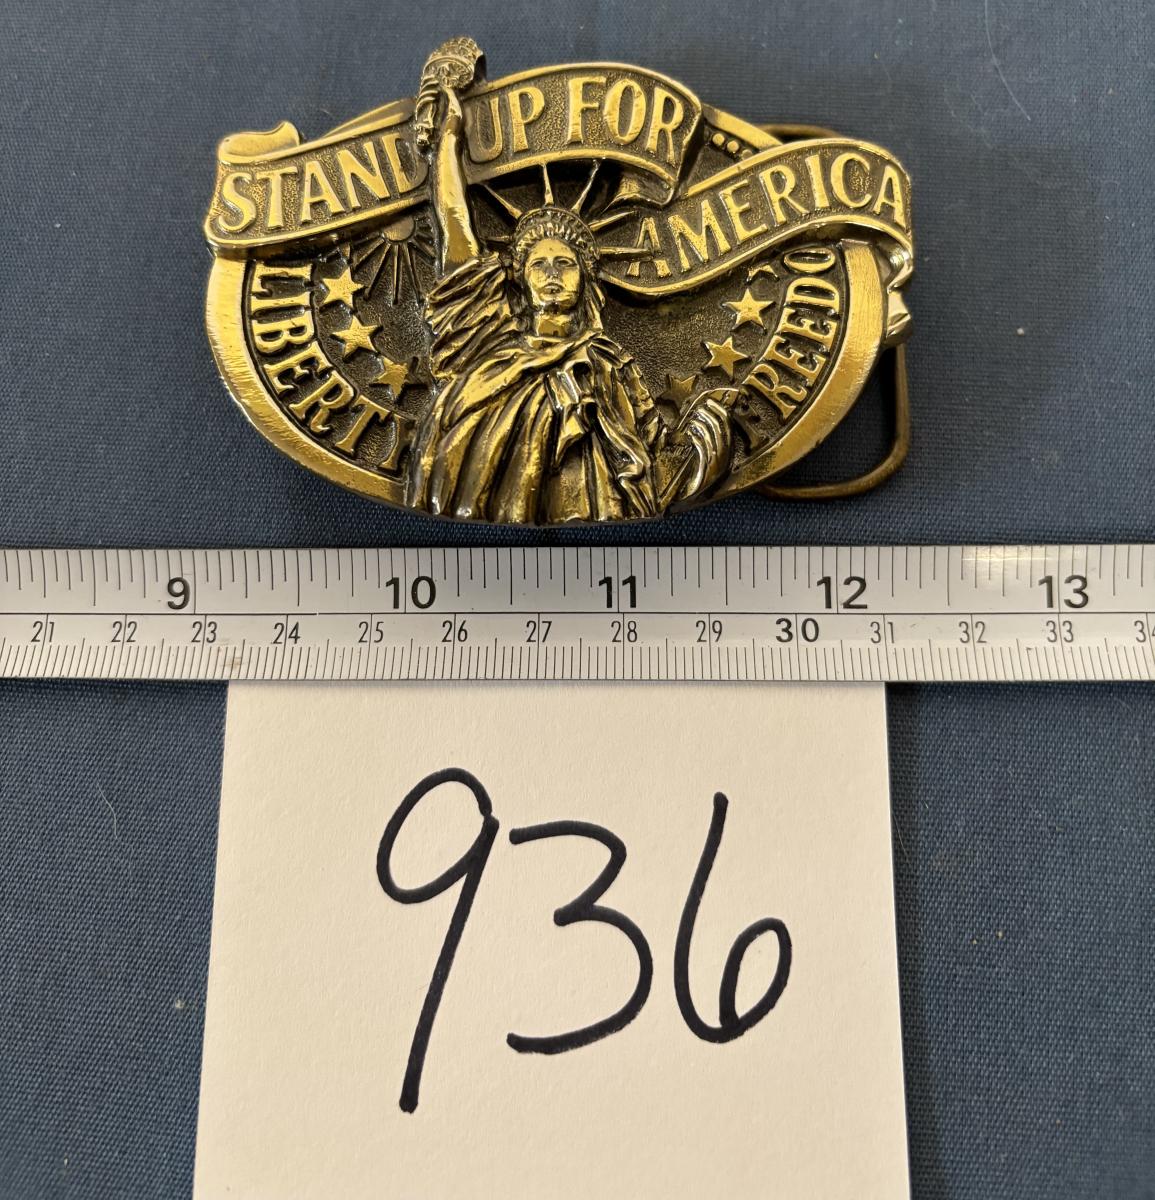 STAND UP FOR
AMERICA
LIBERTY
FREEDO
9 10 11 12 13
21 22 23 24 25 26 27 28 29 30 31 32 33 34
936